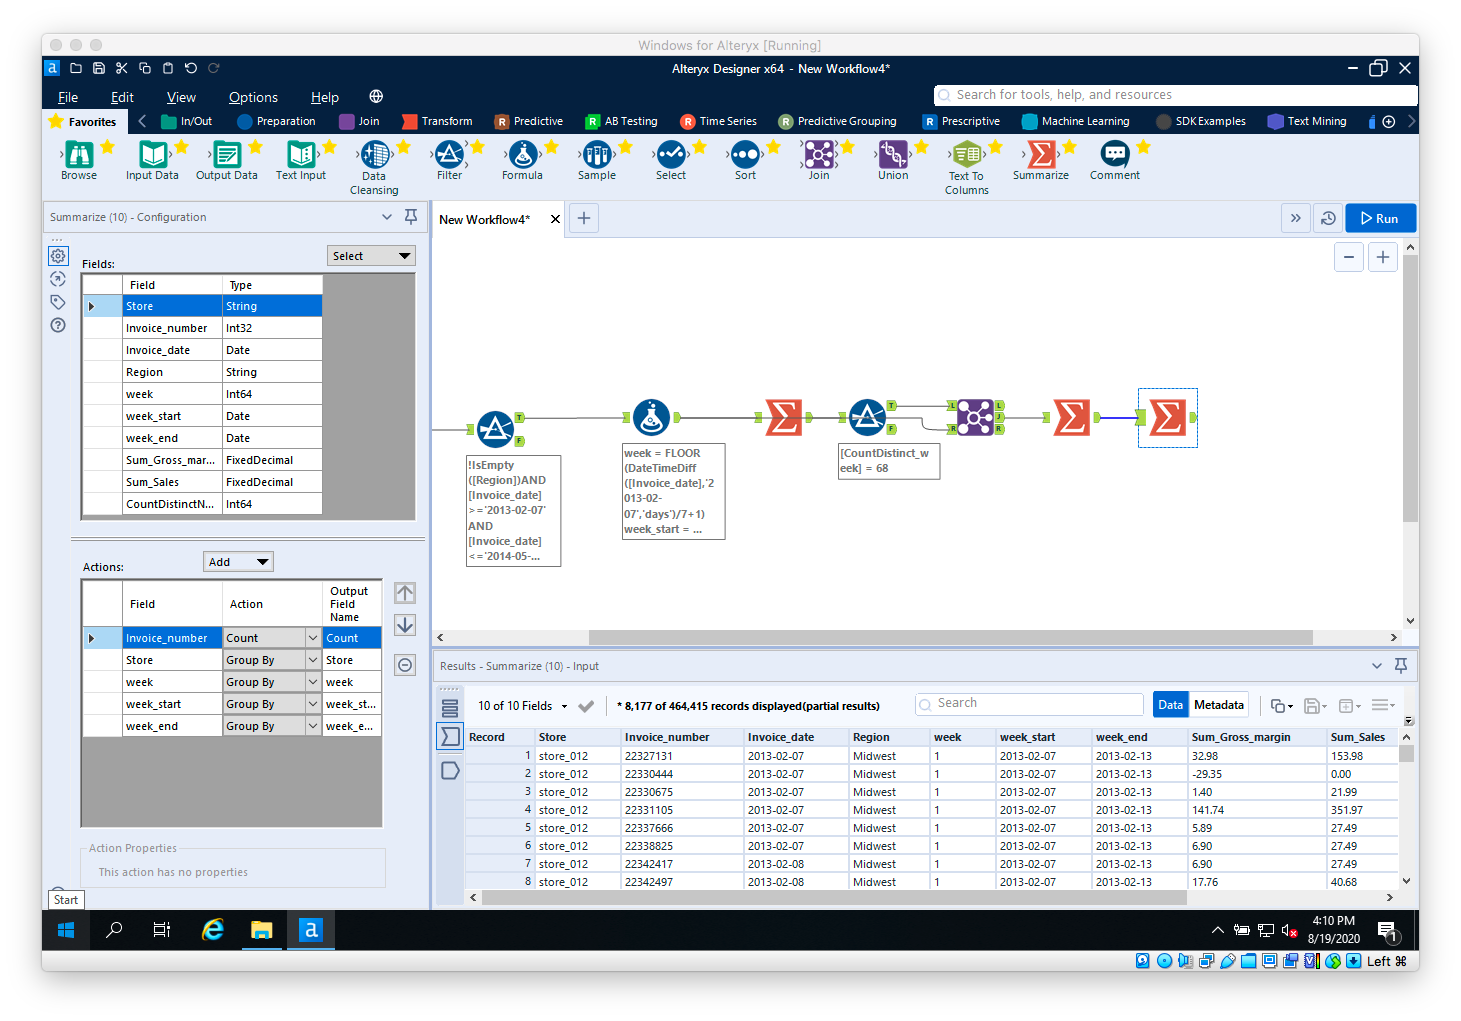 Windows for Alteryx [Running]
a
Alteryx Designer x64 - New Workflow4*
File Edit View Options Help
Search for tools, help, and resources
Favorites In/Out Preparation Join Transform R Predictive R AB Testing R Time Series R Predictive Grouping R Prescriptive Machine Learning SDK Examples Text Mining
Browse Input Data Output Data Text Input Data Cleansing Filter Formula Sample Select Sort Join Union Text To Columns Summarize Comment
Summarize (10) - Configuration
New Workflow4*
Run
Select
Fields:
Field Type
Store String
Invoice_number Int32
Invoice_date Date
Region String
week Int64
week_start Date
week_end Date
Sum_Gross_mar... FixedDecimal
Sum_Sales FixedDecimal
CountDistinctN... Int64
Add
Actions:
Field Action Output Field Name
Invoice_number Count Count
Store Group By Store
week Group By week
week_start Group By week_st...
week_end Group By week_e...
Action Properties
This action has no properties
Start
T
F
T
F
L
R
L
J
R
!IsEmpty
([Region])AND
[Invoice_date]
>='2013-02-07'
AND
[Invoice_date]
<='2014-05-...
week = FLOOR
(DateTimeDiff
([Invoice_date],'2
013-02-
07','days')/7+1)
week_start = ...
[CountDistinct_w
eek] = 68
Results - Summarize (10) - Input
10 of 10 Fields * 8,177 of 464,415 records displayed(partial results) Search Data Metadata
Record Store Invoice_number Invoice_date Region week week_start week_end Sum_Gross_margin Sum_Sales
1 store_012 22327131 2013-02-07 Midwest 1 2013-02-07 2013-02-13 32.98 153.98
2 store_012 22330444 2013-02-07 Midwest 1 2013-02-07 2013-02-13 -29.35 0.00
3 store_012 22330675 2013-02-07 Midwest 1 2013-02-07 2013-02-13 1.40 21.99
4 store_012 22331105 2013-02-07 Midwest 1 2013-02-07 2013-02-13 141.74 351.97
5 store_012 22337666 2013-02-07 Midwest 1 2013-02-07 2013-02-13 5.89 27.49
6 store_012 22338825 2013-02-07 Midwest 1 2013-02-07 2013-02-13 6.90 27.49
7 store_012 22342417 2013-02-08 Midwest 1 2013-02-07 2013-02-13 6.90 27.49
8 store_012 22342497 2013-02-08 Midwest 1 2013-02-07 2013-02-13 17.76 40.68
a
4:10 PM
8/19/2020
1
Left ⌘